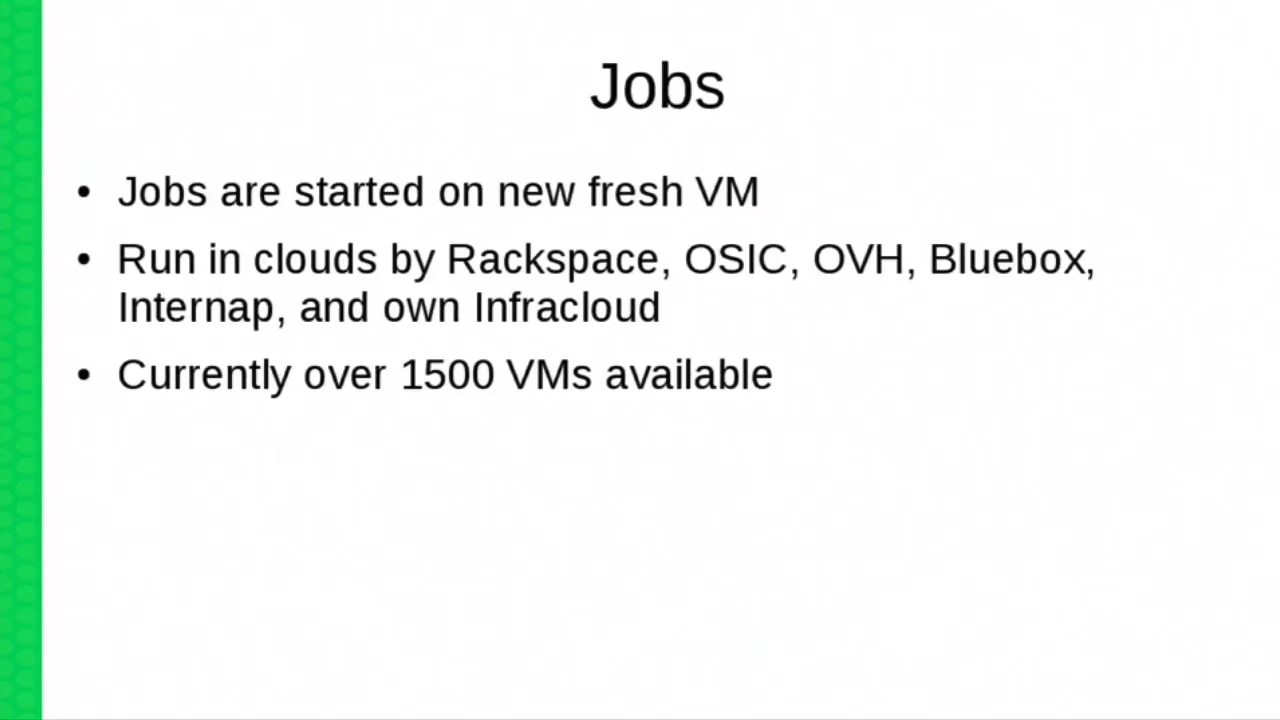 Jobs
• Jobs are started on new fresh VM
• Run in clouds by Rackspace, OSIC, OVH, Bluebox,
Internap, and own Infracloud
• Currently over 1500 VMs available